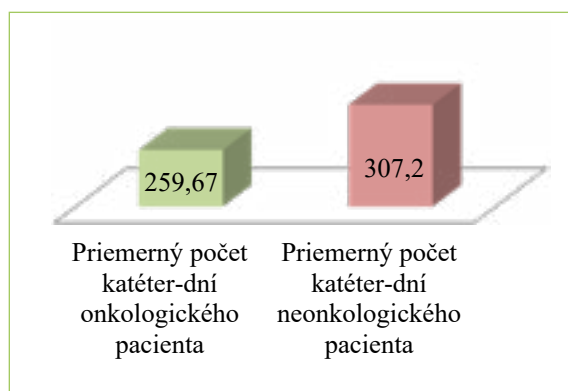 259,67
307,2
Priemerný počet
katéter-dní
onkologického
pacienta
Priemerný počet
katéter-dní
neonkologického
pacienta